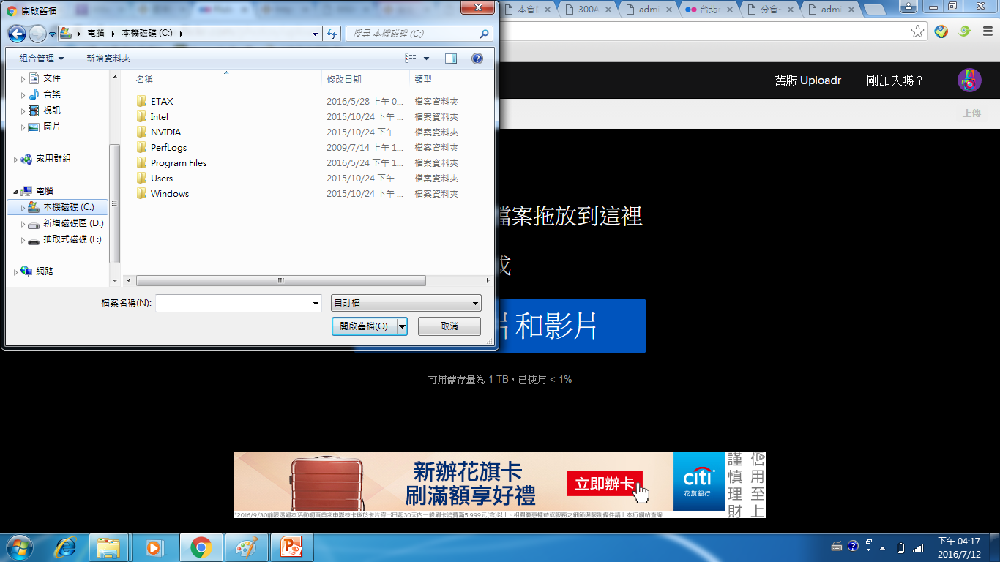 開啟舊檔
本會
300A
admi
台北
分會
admi
電腦 本機磁碟 (C:)
搜尋 本機磁碟 (C:)
組合管理 新增資料夾
文件
音樂
視訊
圖片
家用群組
電腦
本機磁碟 (C:)
新增磁碟區 (D:)
抽取式磁碟 (F:)
網路
名稱 修改日期 類型
ETAX 2016/5/28 上午 0... 檔案資料夾
Intel 2015/10/24 下午 ... 檔案資料夾
NVIDIA 2015/10/24 下午 ... 檔案資料夾
PerfLogs 2009/7/14 上午 1... 檔案資料夾
Program Files 2016/5/24 下午 1... 檔案資料夾
Users 2015/10/24 下午 ... 檔案資料夾
Windows 2015/10/24 下午 ... 檔案資料夾
檔案名稱(N): 自訂檔
開啟舊檔(O) 取消
舊版 Uploadr 剛加入嗎？
上傳
檔案拖放到這裡
或
片和影片
可用儲存量為 1 TB，已使用 < 1%
新辦花旗卡
刷滿額享好禮
立即辦卡
citi
花旗銀行
謹慎理財
信用至上
*2016/9/30前限透過本活動網頁首次申辦核卡後於卡片寄出日起30天內一般刷卡消費滿5,999元(含)以上。相關優惠權益或服務之細節與限制條件請上本行網站查詢
下午 04:17
2016/7/12